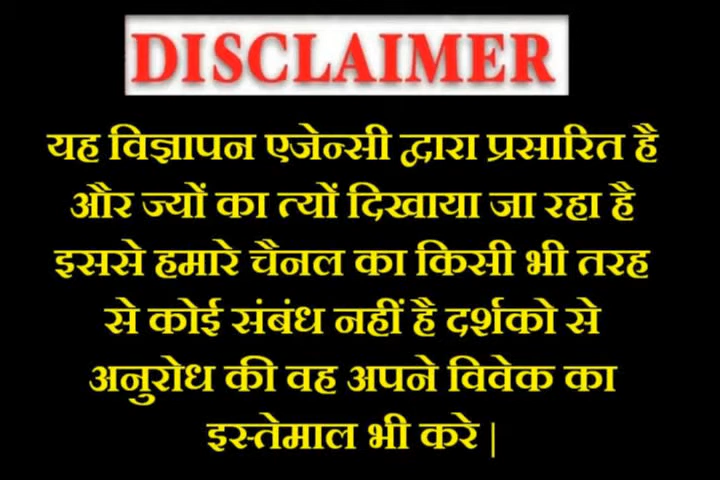 DISCLAIMER
यह विज्ञापन एजेन्सी द्वारा प्रसारित है
और ज्यों का त्यों दिखाया जा रहा है
इससे हमारे चैनल का किसी भी तरह
से कोई संबंध नहीं है दर्शको से
अनुरोध की वह अपने विवेक का
इस्तेमाल भी करे |